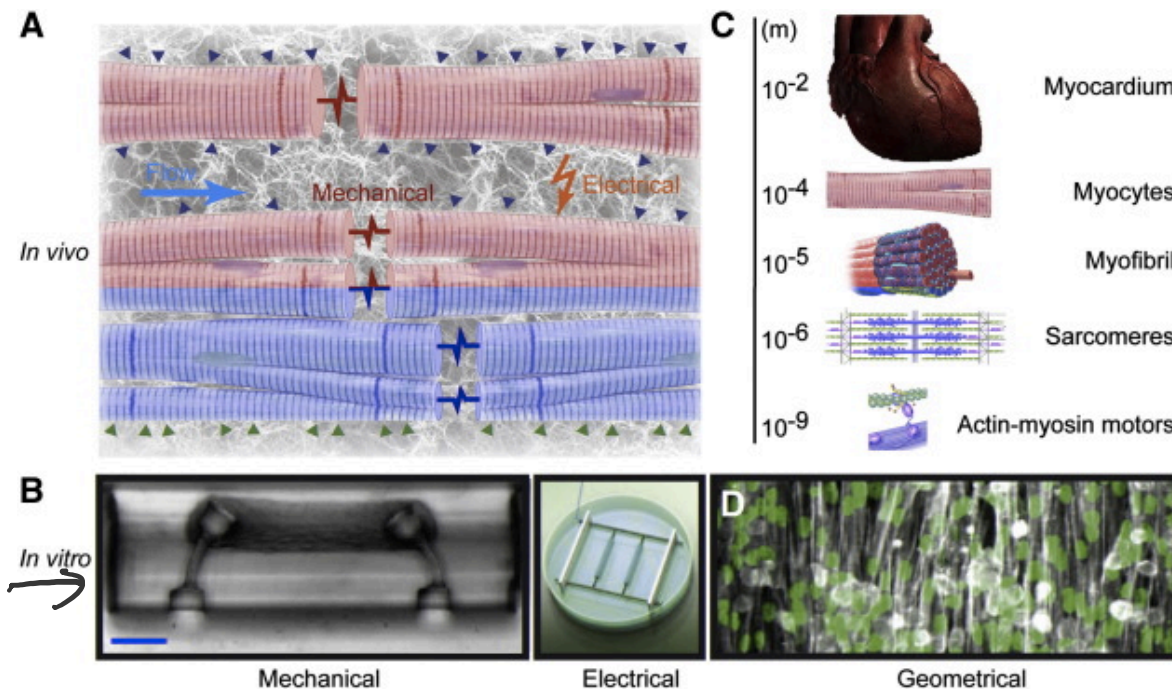 A
C
(m)
10-2
Myocardium
Flow
Mechanical
Electrical
10-4
Myocytes
In vivo
10-5
Myofibril
10-6
Sarcomeres
10-9
Actin-myosin motors
B
D
In vitro
Mechanical
Electrical
Geometrical